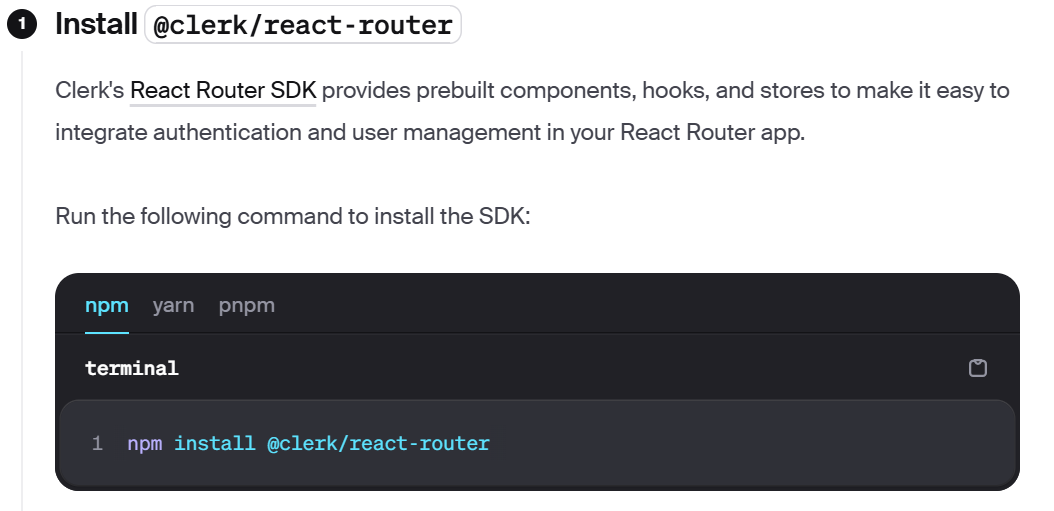 1 Install @clerk/react-router
Clerk's React Router SDK provides prebuilt components, hooks, and stores to make it easy to
integrate authentication and user management in your React Router app.
Run the following command to install the SDK:
npm yarn pnpm
terminal
1 npm install @clerk/react-router